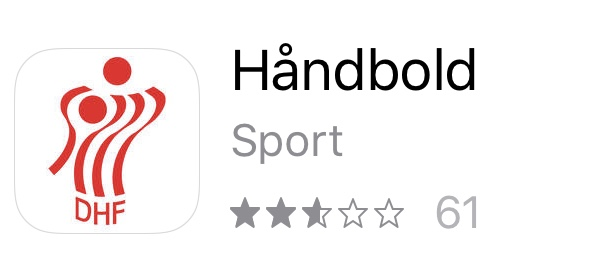 Håndbold
Sport
61
DHF